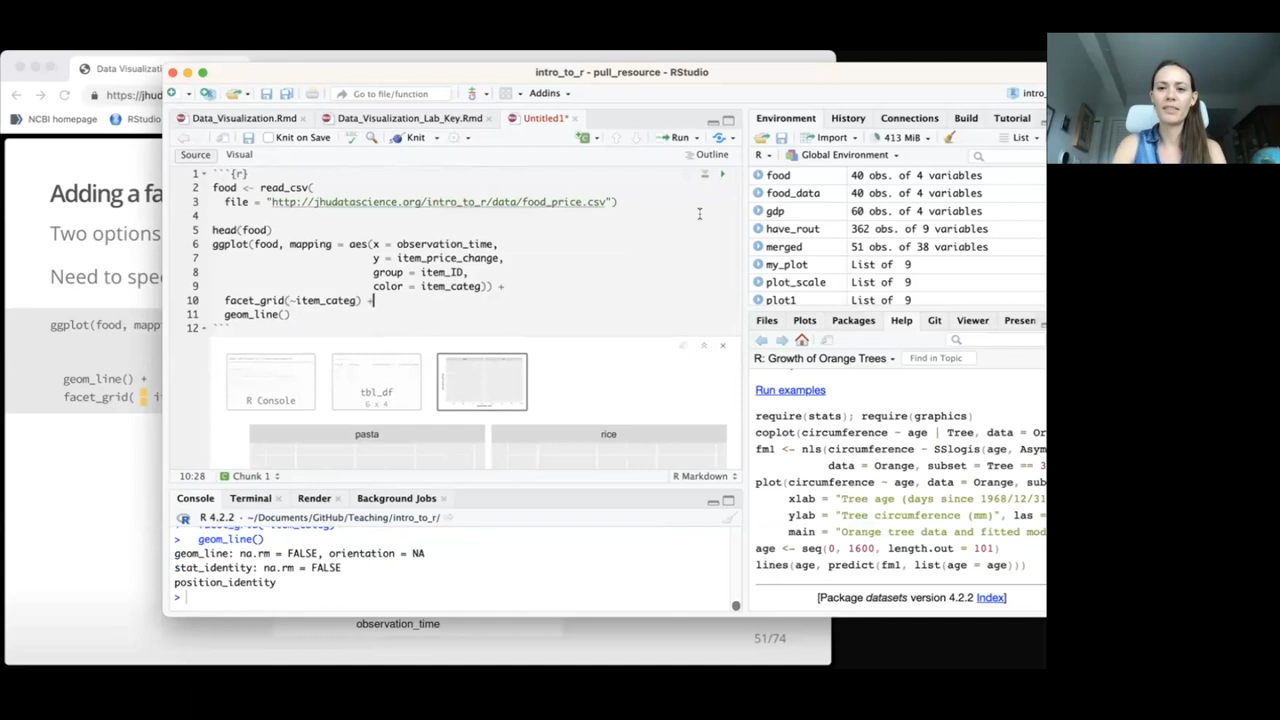 Data Visualizati
https://jhud
NCBI homepage
RStudio
Adding a fa
Two options
Need to spe
ggplot(food, mapp
geom_line() +
facet_grid(
observation_time
51/74
intro_to_r - pull_resource - RStudio
Go to file/function
Addins
intro_
Data_Visualization.Rmd
Data_Visualization_Lab_Key.Rmd
Untitled1*
Knit on Save
Knit
Run
Source
Visual
Outline
1 ```{r}
2 food <- read_csv(
3 file = "http://jhudatascience.org/intro_to_r/data/food_price.csv")
4
5 head(food)
6 ggplot(food, mapping = aes(x = observation_time,
7 y = item_price_change,
8 group = item_ID,
9 color = item_categ)) +
10 facet_grid(~item_categ) +
11 geom_line()
12 ```
R Console
tbl_df
6 x 4
pasta
rice
10:28
Chunk 1
R Markdown
Console
Terminal
Render
Background Jobs
R 4.2.2 · ~/Documents/GitHub/Teaching/intro_to_r/
> geom_line()
geom_line: na.rm = FALSE, orientation = NA
stat_identity: na.rm = FALSE
position_identity
>
Environment
History
Connections
Build
Tutorial
Import
413 MiB
List
R
Global Environment
food 40 obs. of 4 variables
food_data 40 obs. of 4 variables
gdp 60 obs. of 4 variables
have_rout 362 obs. of 9 variables
merged 51 obs. of 38 variables
my_plot List of 9
plot_scale List of 9
plot1 List of 9
Files
Plots
Packages
Help
Git
Viewer
Presen
R: Growth of Orange Trees
Find in Topic
Run examples
require(stats); require(graphics)
coplot(circumference ~ age | Tree, data = Or
fm1 <- nls(circumference ~ SSlogis(age, Asym
data = Orange, subset = Tree == 3
plot(circumference ~ age, data = Orange, sub
xlab = "Tree age (days since 1968/12/31
ylab = "Tree circumference (mm)", las =
main = "Orange tree data and fitted mod
age <- seq(0, 1600, length.out = 101)
lines(age, predict(fm1, list(age = age)))
[Package datasets version 4.2.2 Index]